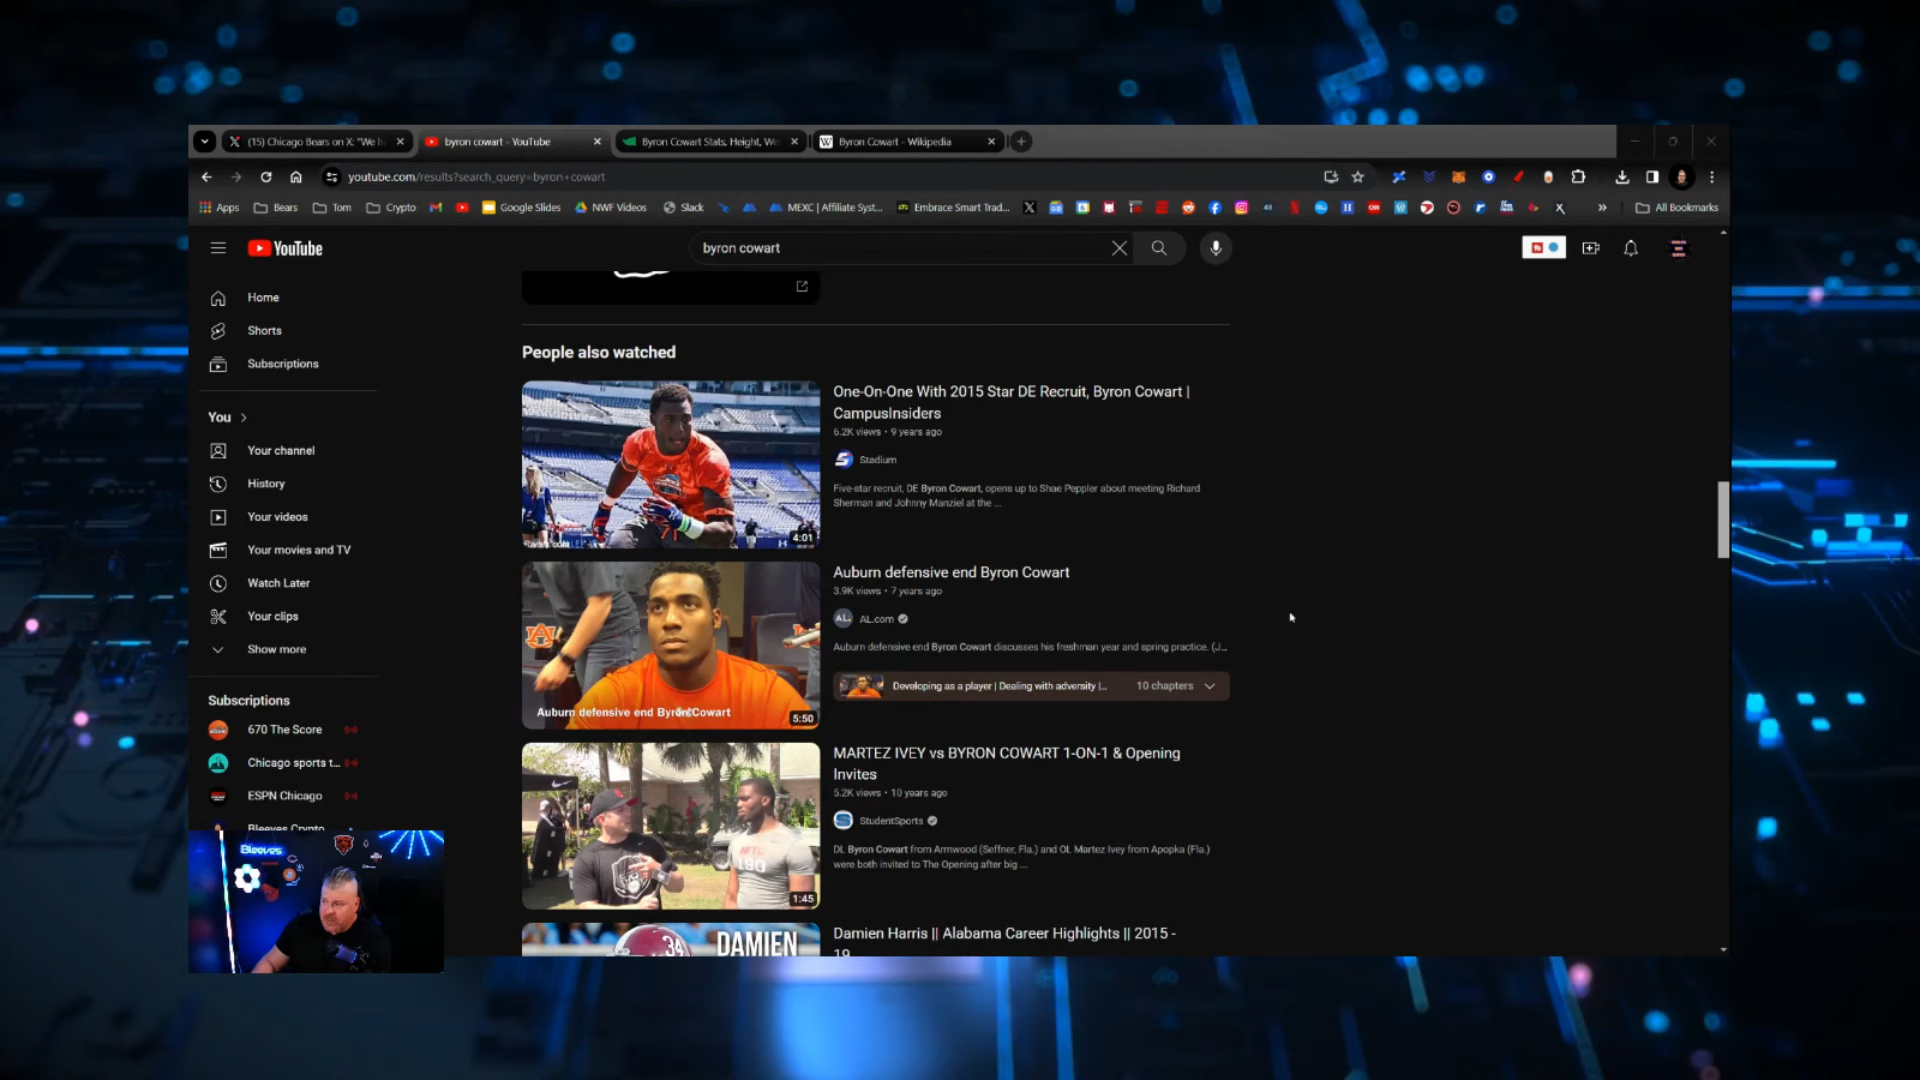 (15) Chicago Bears on X: "We h
byron cowart - YouTube
Byron Cowart Stats, Height, We
Byron Cowart - Wikipedia
youtube.com/results?search_query=byron+cowart
Apps
Bears
Tom
Crypto
Google Slides
NWF Videos
Slack
MEXC | Affiliate Syst...
Embrace Smart Trad...
All Bookmarks
YouTube
byron cowart
Home
Shorts
Subscriptions
You
Your channel
History
Your videos
Your movies and TV
Watch Later
Your clips
Show more
Subscriptions
670 The Score
Chicago sports t...
ESPN Chicago
Bleeves Crypto
Bleeves
People also watched
4:01
One-On-One With 2015 Star DE Recruit, Byron Cowart |
CampusInsiders
6.2K views • 9 years ago
Stadium
Five-star recruit, DE Byron Cowart, opens up to Shae Peppler about meeting Richard
Sherman and Johnny Manziel at the ...
Auburn defensive end Byron Cowart
5:50
Auburn defensive end Byron Cowart
3.9K views • 7 years ago
AL.com
Auburn defensive end Byron Cowart discusses his freshman year and spring practice. (J...
Developing as a player | Dealing with adversity |...
10 chapters
190
1:45
MARTEZ IVEY vs BYRON COWART 1-ON-1 & Opening
Invites
5.2K views • 10 years ago
StudentSports
DL Byron Cowart from Armwood (Seffner, Fla.) and OL Martez Ivey from Apopka (Fla.)
were both invited to The Opening after big ...
34
DAMIEN
Damien Harris || Alabama Career Highlights || 2015 -
19